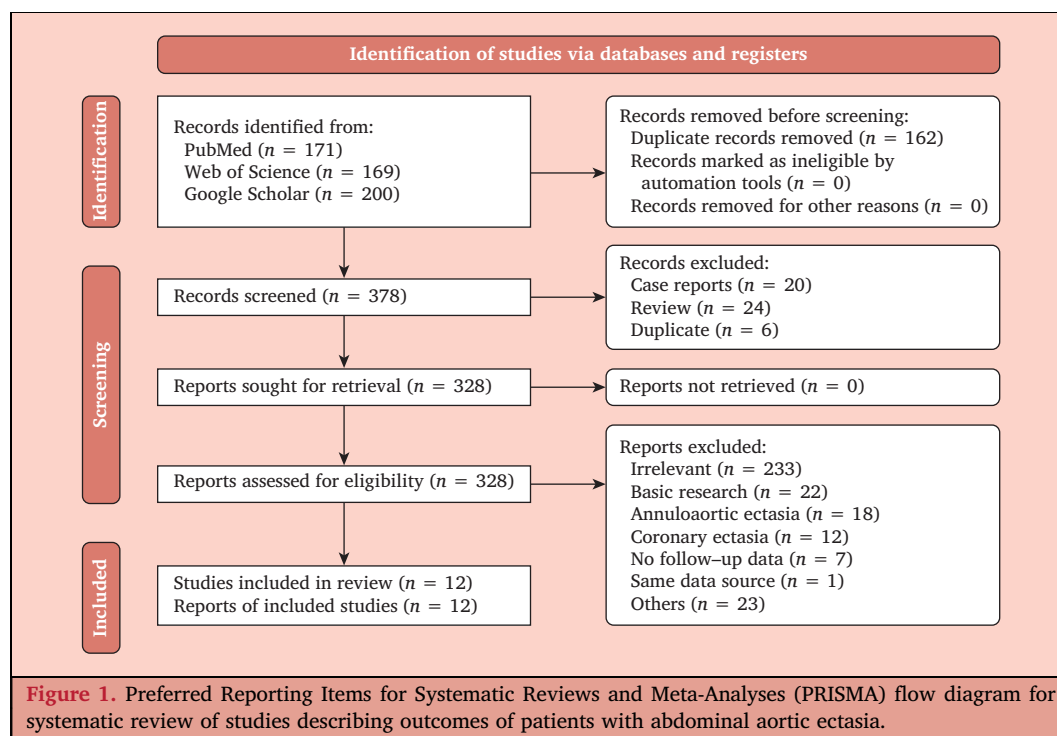 Identification of studies via databases and registers
Identification
Records identified from:
PubMed (n = 171)
Web of Science (n = 169)
Google Scholar (n = 200)
Records removed before screening:
Duplicate records removed (n = 162)
Records marked as ineligible by
automation tools (n = 0)
Records removed for other reasons (n = 0)
Screening
Records screened (n = 378)
Records excluded:
Case reports (n = 20)
Review (n = 24)
Duplicate (n = 6)
Reports sought for retrieval (n = 328)
Reports not retrieved (n = 0)
Reports assessed for eligibility (n = 328)
Reports excluded:
Irrelevant (n = 233)
Basic research (n = 22)
Annuloaortic ectasia (n = 18)
Coronary ectasia (n = 12)
No follow–up data (n = 7)
Same data source (n = 1)
Others (n = 23)
Included
Studies included in review (n = 12)
Reports of included studies (n = 12)
Figure 1. Preferred Reporting Items for Systematic Reviews and Meta-Analyses (PRISMA) flow diagram for
systematic review of studies describing outcomes of patients with abdominal aortic ectasia.